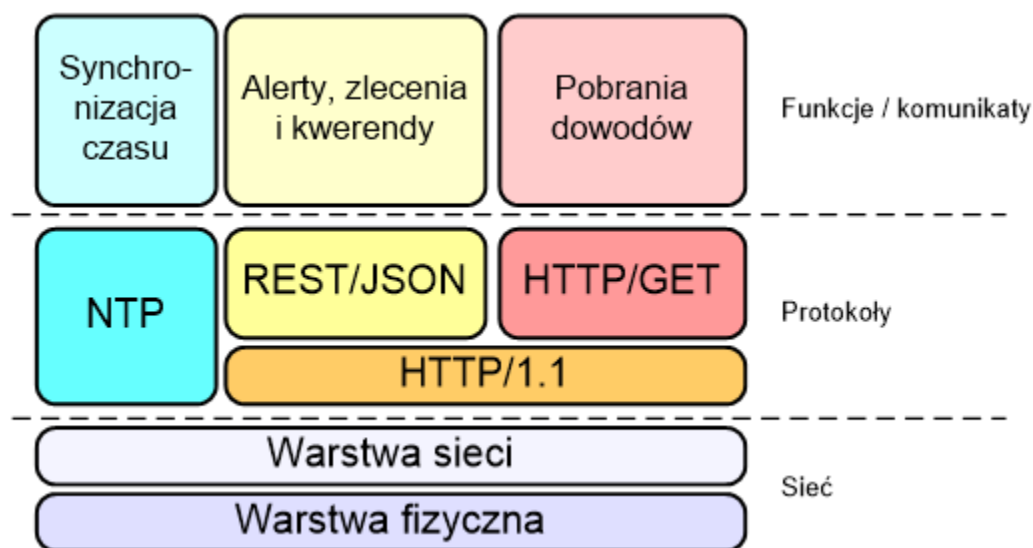 Synchro-
nizacja
czasu
Alerty, zlecenia
i kwerendy
Pobrania
dowodów
Funkcje / komunikaty
NTP
REST/JSON
HTTP/GET
HTTP/1.1
Protokoły
Warstwa sieci
Warstwa fizyczna
Sieć